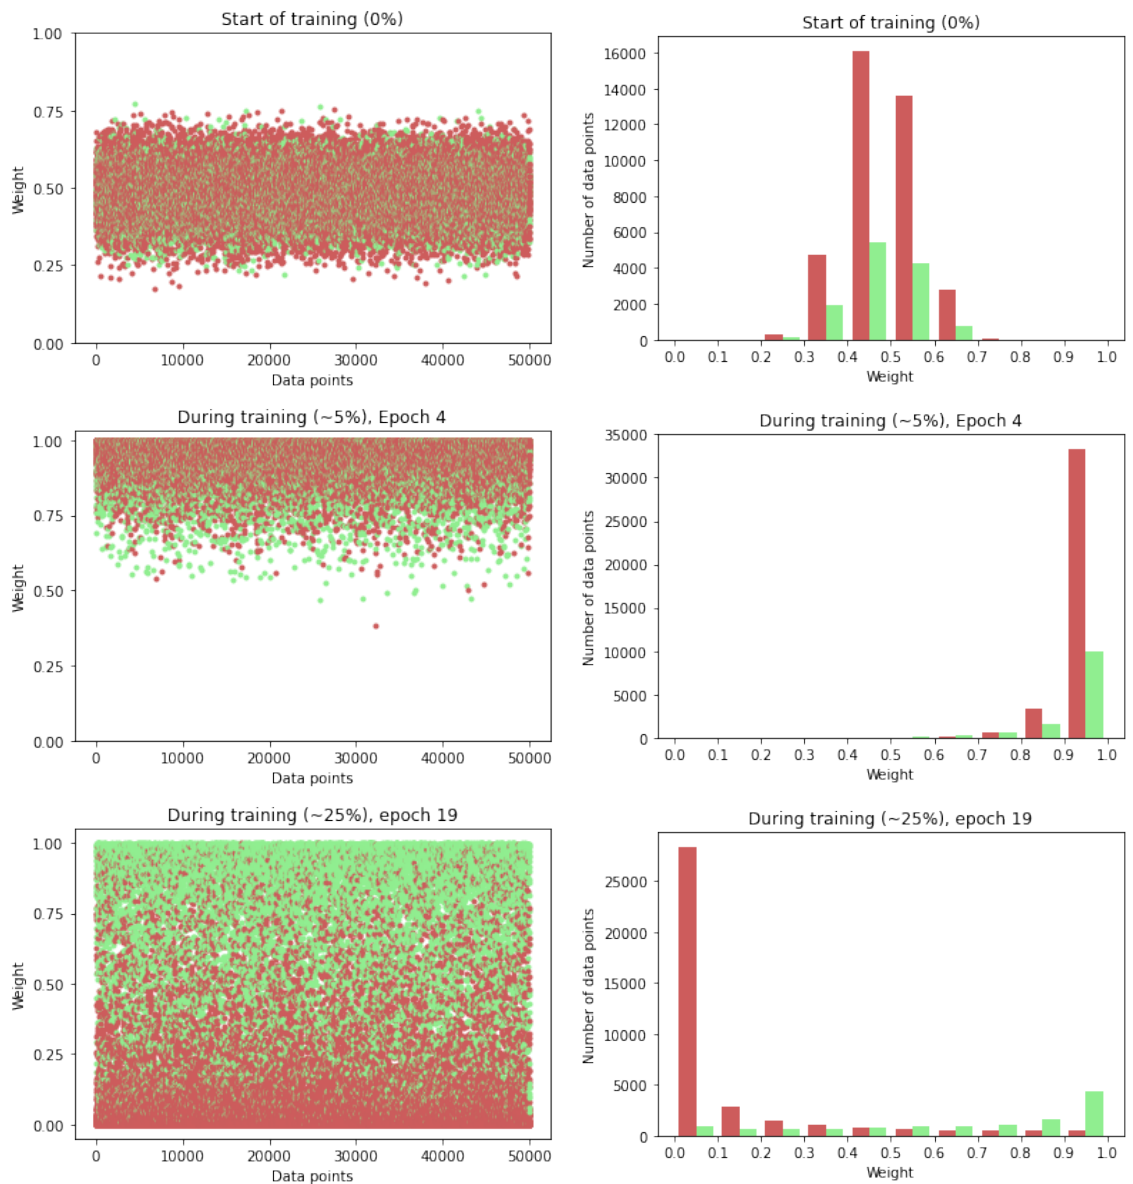 Start of training (0%)
1.00
0.75
0.50
0.25
0.00
Weight
0 10000 20000 30000 40000 50000
Data points
Start of training (0%)
16000
14000
12000
10000
8000
6000
4000
2000
0
Number of data points
0.0 0.1 0.2 0.3 0.4 0.5 0.6 0.7 0.8 0.9 1.0
Weight
During training (~5%), Epoch 4
1.00
0.75
0.50
0.25
0.00
Weight
0 10000 20000 30000 40000 50000
Data points
During training (~5%), Epoch 4
35000
30000
25000
20000
15000
10000
5000
0
Number of data points
0.0 0.1 0.2 0.3 0.4 0.5 0.6 0.7 0.8 0.9 1.0
Weight
During training (~25%), epoch 19
1.00
0.75
0.50
0.25
0.00
Weight
0 10000 20000 30000 40000 50000
Data points
During training (~25%), epoch 19
25000
20000
15000
10000
5000
0
Number of data points
0.0 0.1 0.2 0.3 0.4 0.5 0.6 0.7 0.8 0.9 1.0
Weight